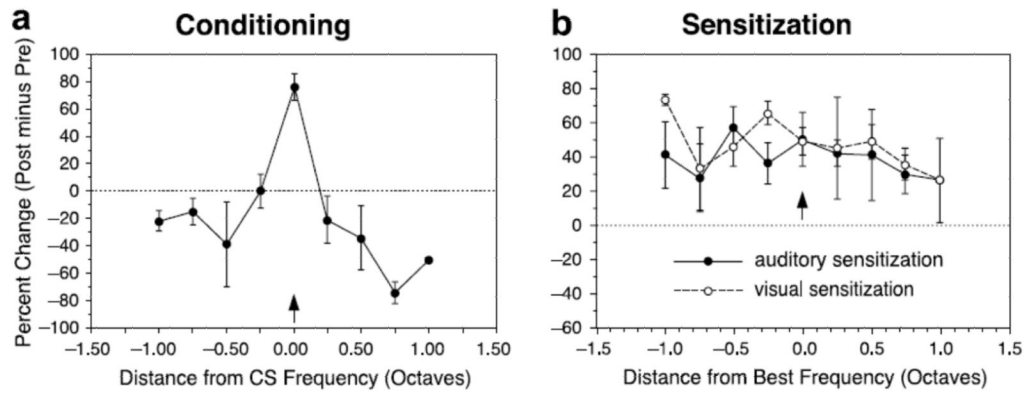 a
Conditioning
Percent Change (Post minus Pre)
100
80
60
40
20
0
−20
−40
−60
−80
−100
−1.50 −1.00 −0.50 0.00 0.50 1.00 1.50
Distance from CS Frequency (Octaves)
b
Sensitization
100
80
60
40
20
0
−20
−40
−60
auditory sensitization
visual sensitization
−1.5 −1.0 −0.5 0.0 0.5 1.0 1.5
Distance from Best Frequency (Octaves)